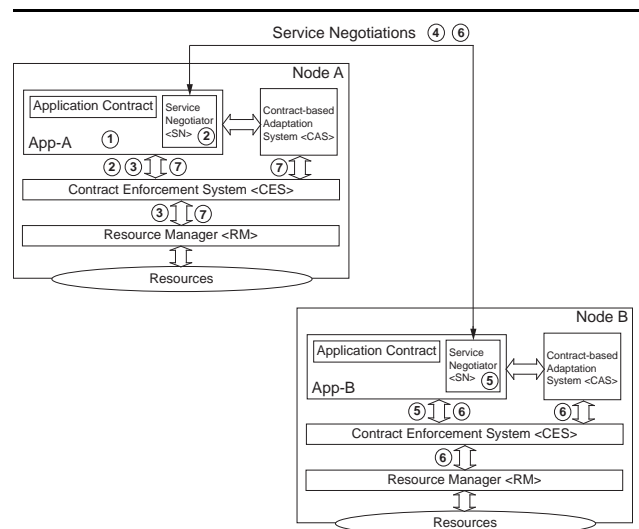 Service Negotiations 4 6
Node A
Application Contract
Service
Negotiator
<SN> 2
Contract-based
Adaptation
System <CAS>
App-A 1
2 3 7
7
Contract Enforcement System <CES>
3 7
Resource Manager <RM>
Resources
Node B
Application Contract
Service
Negotiator
<SN> 5
Contract-based
Adaptation
System <CAS>
App-B
5 6
6
Contract Enforcement System <CES>
6
Resource Manager <RM>
Resources